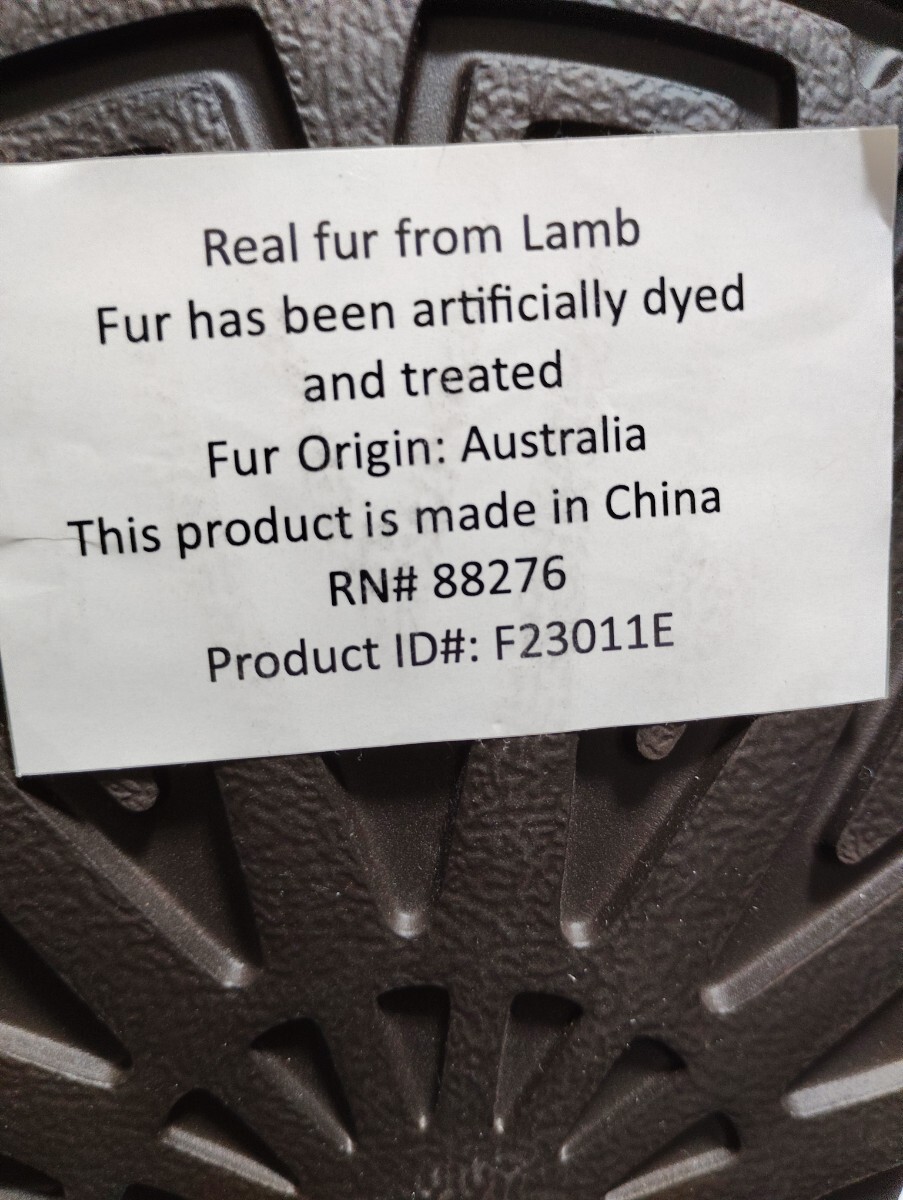 Real fur from Lamb
Fur has been artificially dyed
and treated
Fur Origin: Australia
This product is made in China
RN# 88276
Product ID#: F23011E